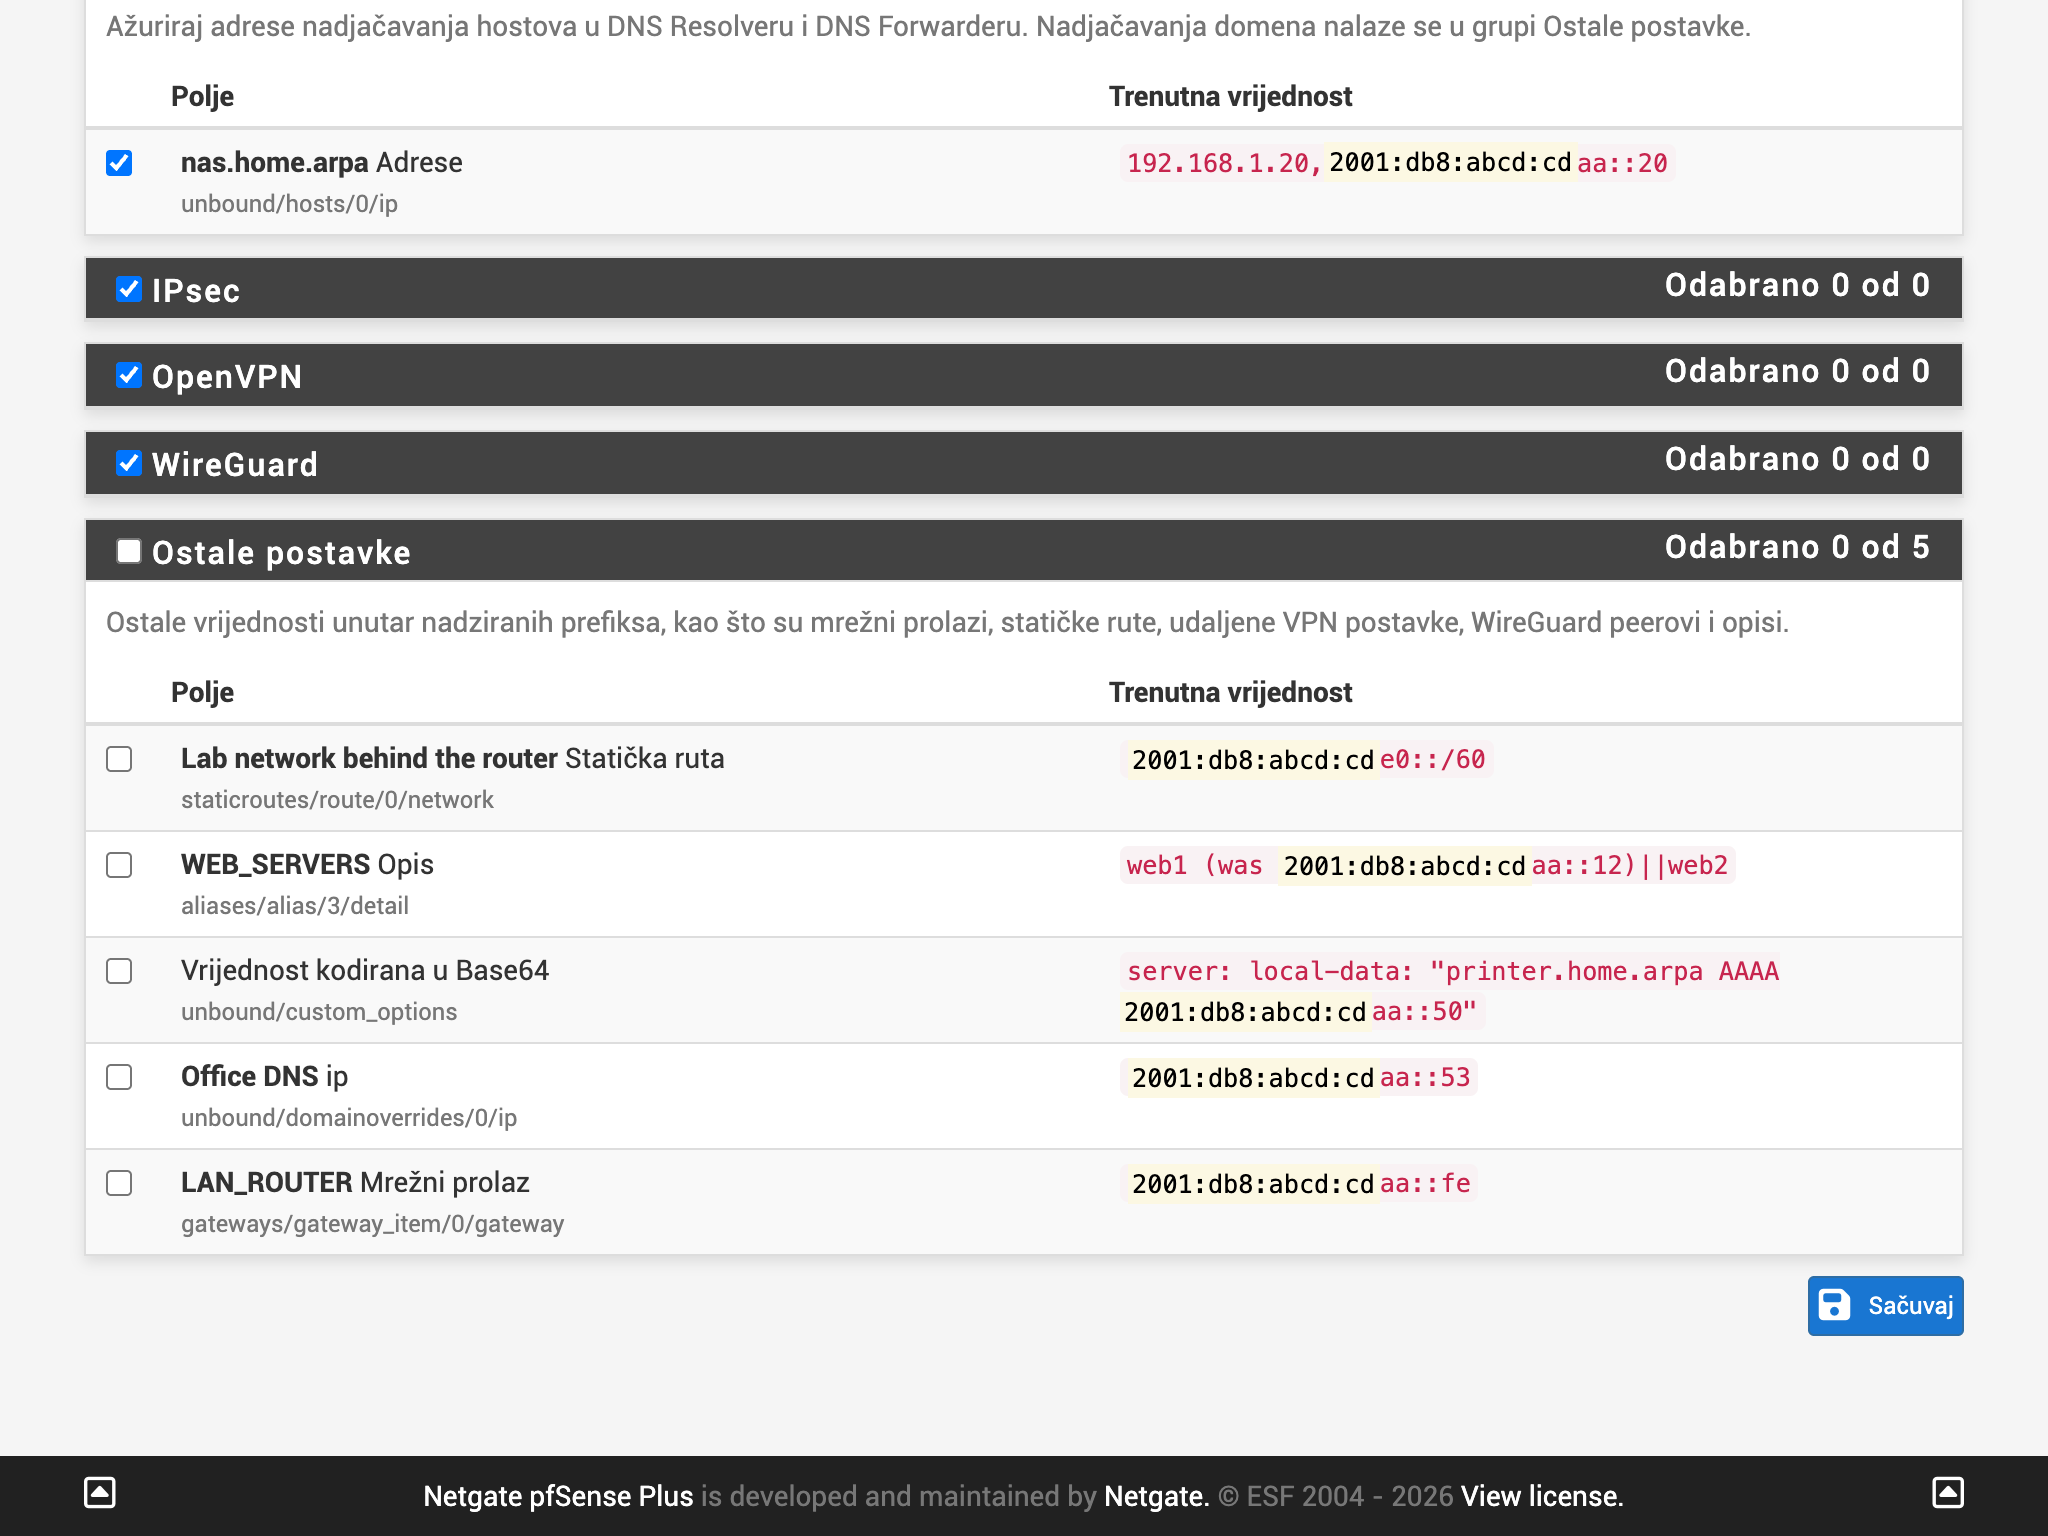 Ažuriraj adrese nadjačavanja hostova u DNS Resolveru i DNS Forwarderu. Nadjačavanja domena nalaze se u grupi Ostale postavke.
Polje Trenutna vrijednost
nas.home.arpa Adrese 192.168.1.20,2001:db8:abcd:cdaa::20
unbound/hosts/0/ip
IPsec Odabrano 0 od 0
OpenVPN Odabrano 0 od 0
WireGuard Odabrano 0 od 0
Ostale postavke Odabrano 0 od 5
Ostale vrijednosti unutar nadziranih prefiksa, kao što su mrežni prolazi, statičke rute, udaljene VPN postavke, WireGuard peerovi i opisi.
Polje Trenutna vrijednost
Lab network behind the router Statička ruta 2001:db8:abcd:cde0::/60
staticroutes/route/0/network
WEB_SERVERS Opis web1 (was 2001:db8:abcd:cdaa::12)||web2
aliases/alias/3/detail
Vrijednost kodirana u Base64 server: local-data: "printer.home.arpa AAAA
unbound/custom_options 2001:db8:abcd:cdaa::50"
Office DNS ip 2001:db8:abcd:cdaa::53
unbound/domainoverrides/0/ip
LAN_ROUTER Mrežni prolaz 2001:db8:abcd:cdaa::fe
gateways/gateway_item/0/gateway
Sačuvaj
Netgate pfSense Plus is developed and maintained by Netgate. © ESF 2004 - 2026 View license.